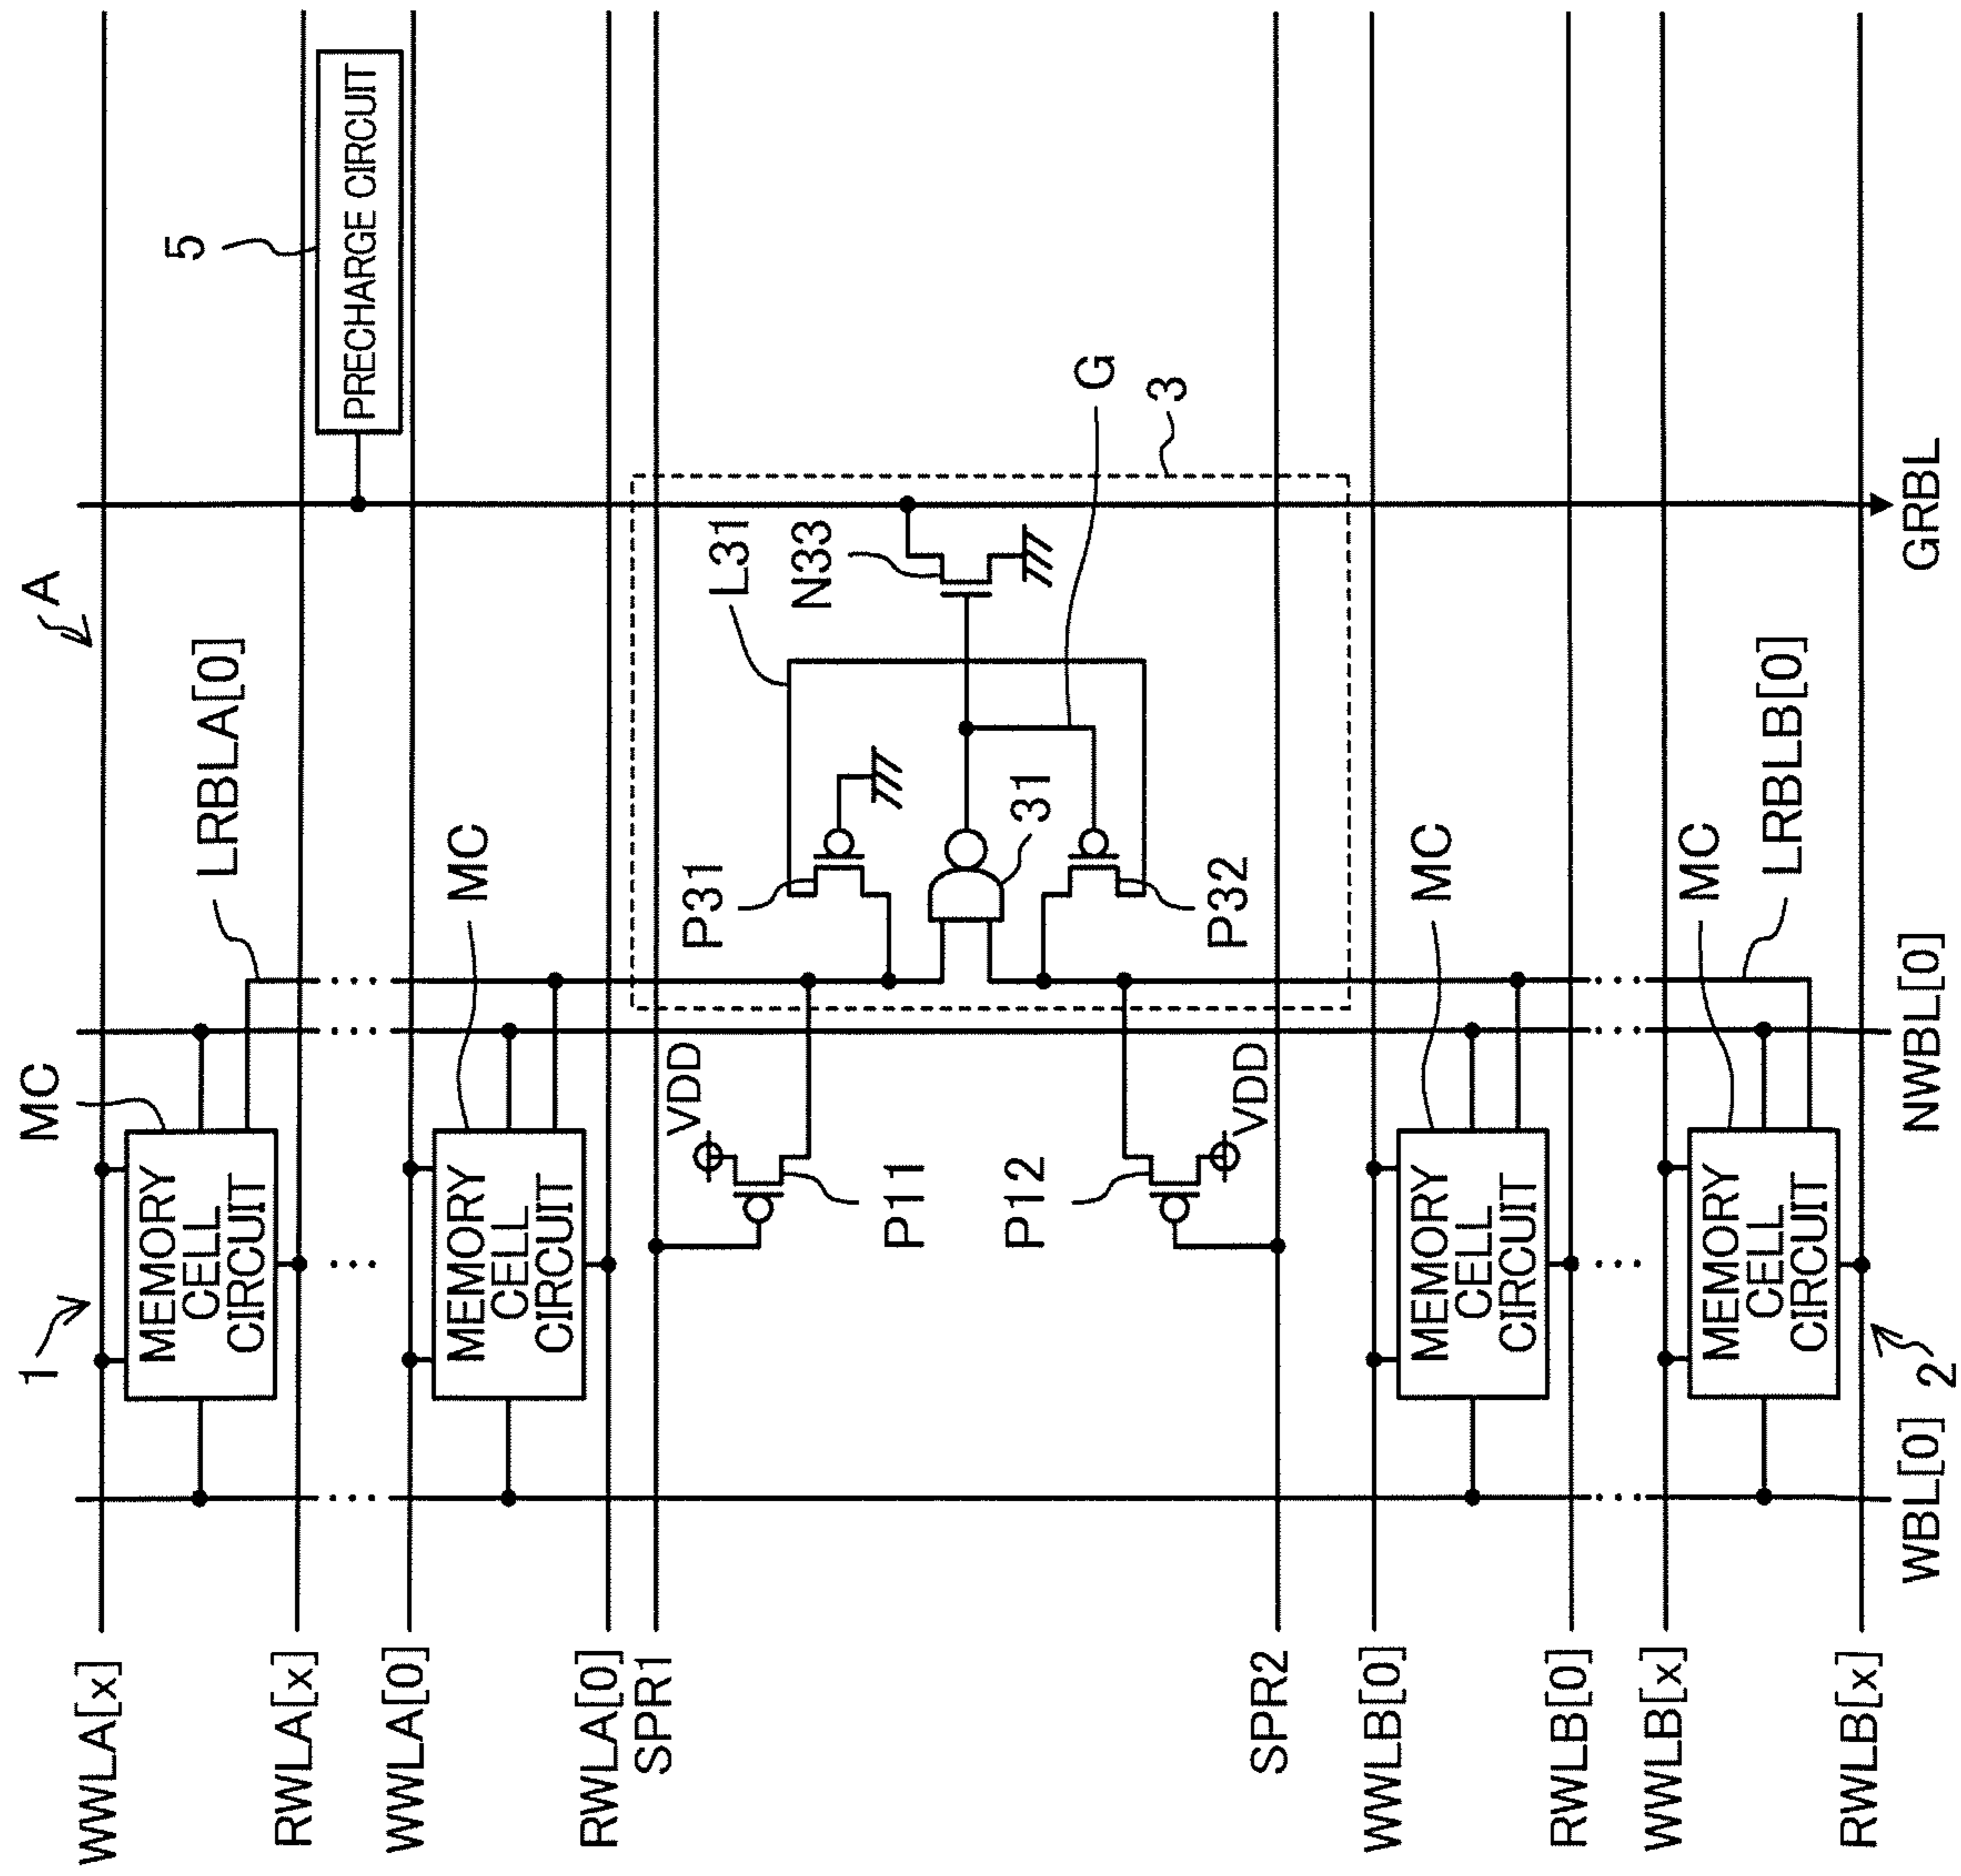 WWLA[x]
RWLA[x]
WWLA[0]
RWLA[0]
SPR1
SPR2
WWLB[0]
RWLB[0]
WWLB[x]
RWLB[x]
1
2
MEMORY
CELL
CIRCUIT
MEMORY
CELL
CIRCUIT
MEMORY
CELL
CIRCUIT
MEMORY
CELL
CIRCUIT
MC
MC
MC
MC
VDD
P11
P12
VDD
LRBLA[0]
LRBLB[0]
P31
31
P32
L31
N33
G
3
A
5
PRECHARGE CIRCUIT
WBL[0]
NWBL[0]
GRBL